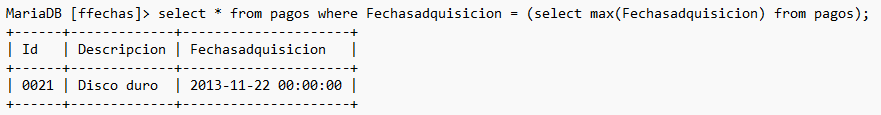 MariaDB [ffechas]> select * from pagos where Fechasadquisicion = (select max(Fechasadquisicion) from pagos);
+------+-------------+---------------------+
| Id   | Descripcion | Fechasadquisicion   |
+------+-------------+---------------------+
| 0021 | Disco duro  | 2013-11-22 00:00:00 |
+------+-------------+---------------------+